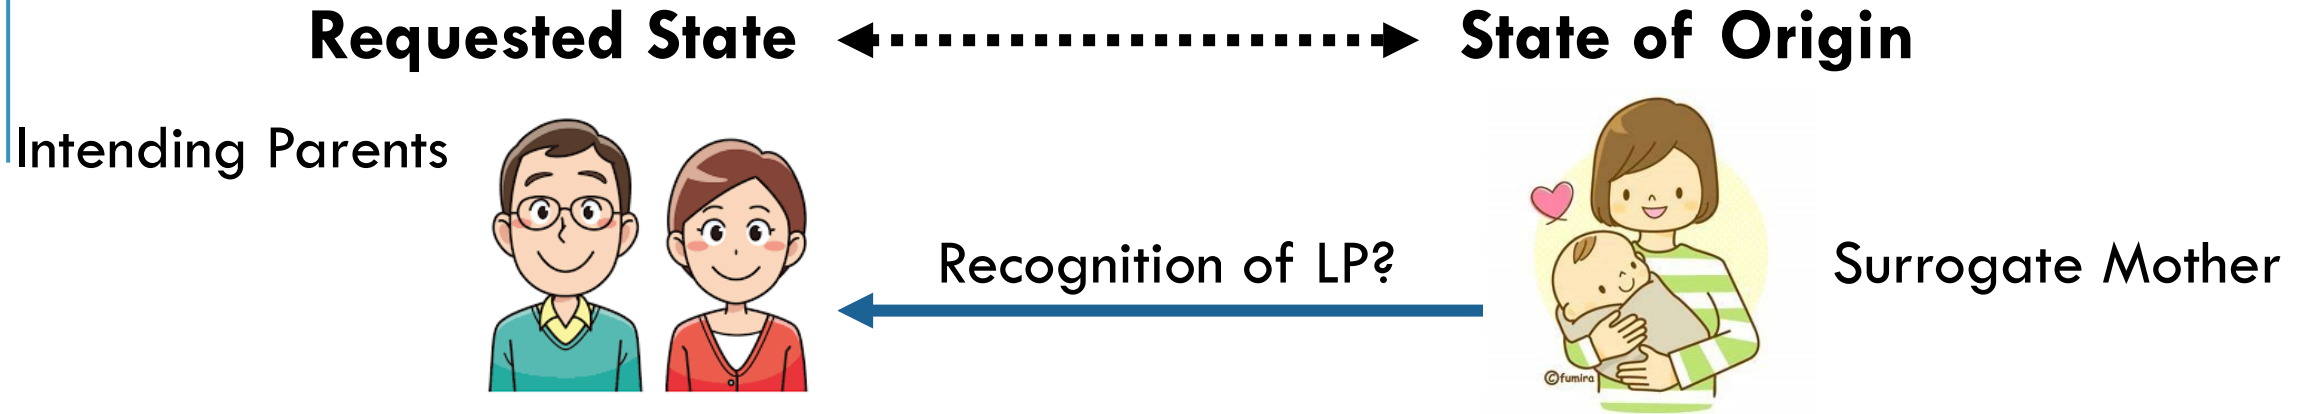 Requested State
State of Origin
Intending Parents
Recognition of LP?
Surrogate Mother
©fumira